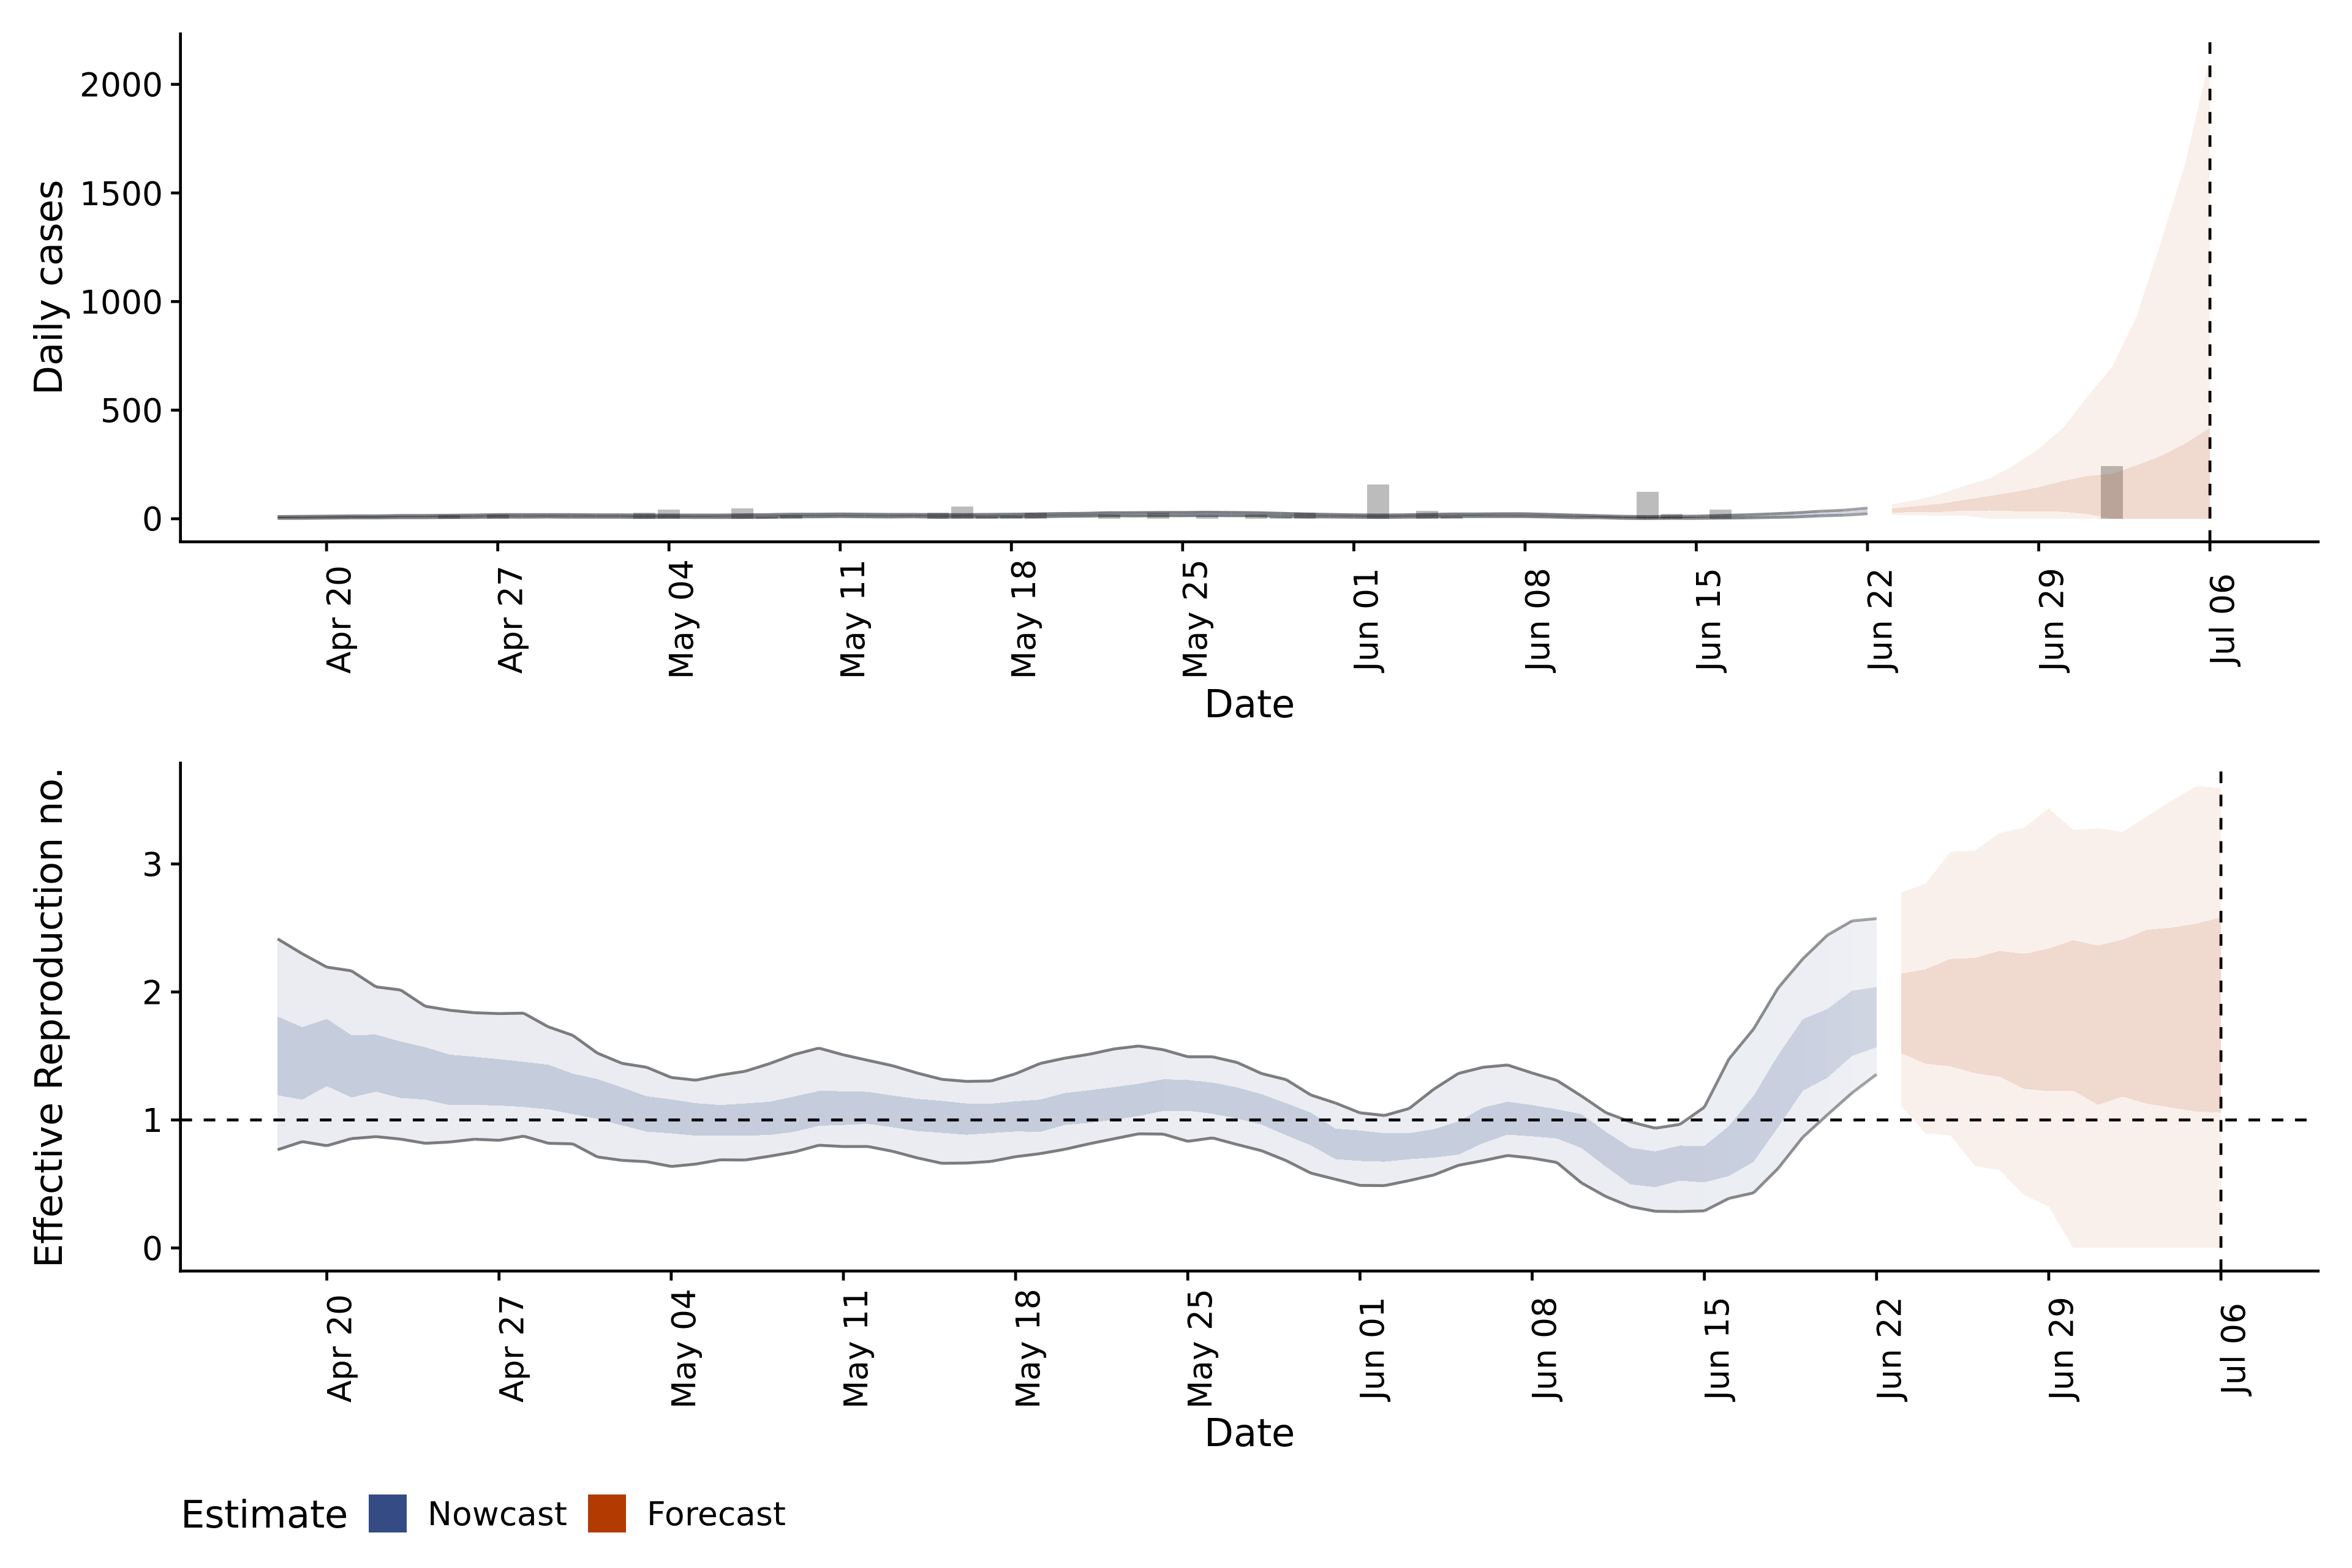 Daily cases
2000
1500
1000
500
0
Apr 20
Apr 27
May 04
May 11
May 18
May 25
Jun 01
Jun 08
Jun 15
Jun 22
Jun 29
Jul 06
Date
Effective Reproduction no.
3
2
1
0
Apr 20
Apr 27
May 04
May 11
May 18
May 25
Jun 01
Jun 08
Jun 15
Jun 22
Jun 29
Jul 06
Date
Estimate Nowcast Forecast